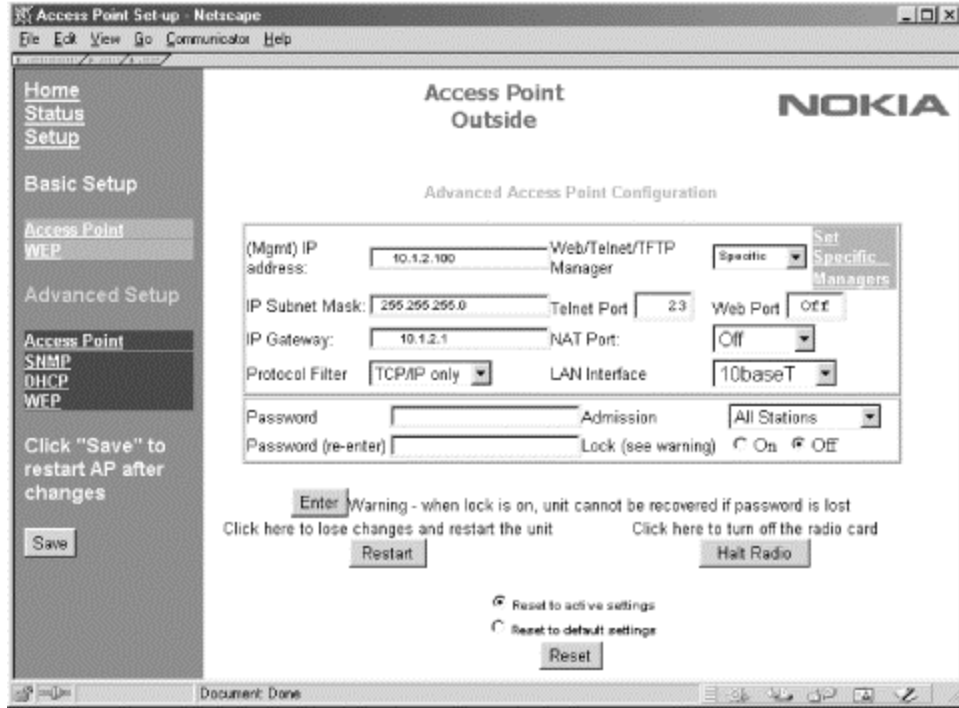 Access Point Set-up - Netscape
File Edit View Go Communicator Help
Home
Status
Setup
Basic Setup
Access Point
WEP
Advanced Setup
Access Point
SNMP
DHCP
WEP
Click "Save" to
restart AP after
changes
Save
Access Point
Outside
NOKIA
Advanced Access Point Configuration
(Mgmt) IP address: 10.1.2.100 Web/Telnet/TFTP Manager Specific Set Specific Managers
IP Subnet Mask: 255.255.255.0 Telnet Port 23 Web Port Off
IP Gateway: 10.1.2.1 NAT Port: Off
Protocol Filter TCP/IP only LAN Interface 10baseT
Password Admission All Stations
Password (re-enter) Lock (see warning) On Off
Enter Warning - when lock is on, unit cannot be recovered if password is lost
Click here to lose changes and restart the unit Click here to turn off the radio card
Restart Halt Radio
Reset to active settings
Reset to default settings
Reset
Document: Done